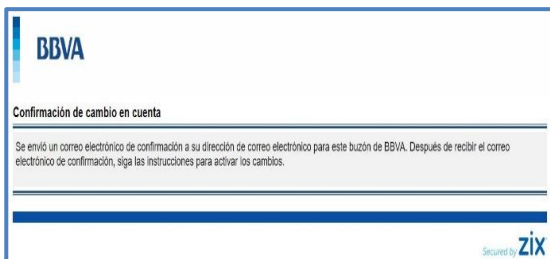 BBVA
Confirmación de cambio en cuenta
Se envió un correo electrónico de confirmación a su dirección de correo electrónico para este buzón de BBVA. Después de recibir el correo
electrónico de confirmación, siga las instrucciones para activar los cambios.
Secured by zix